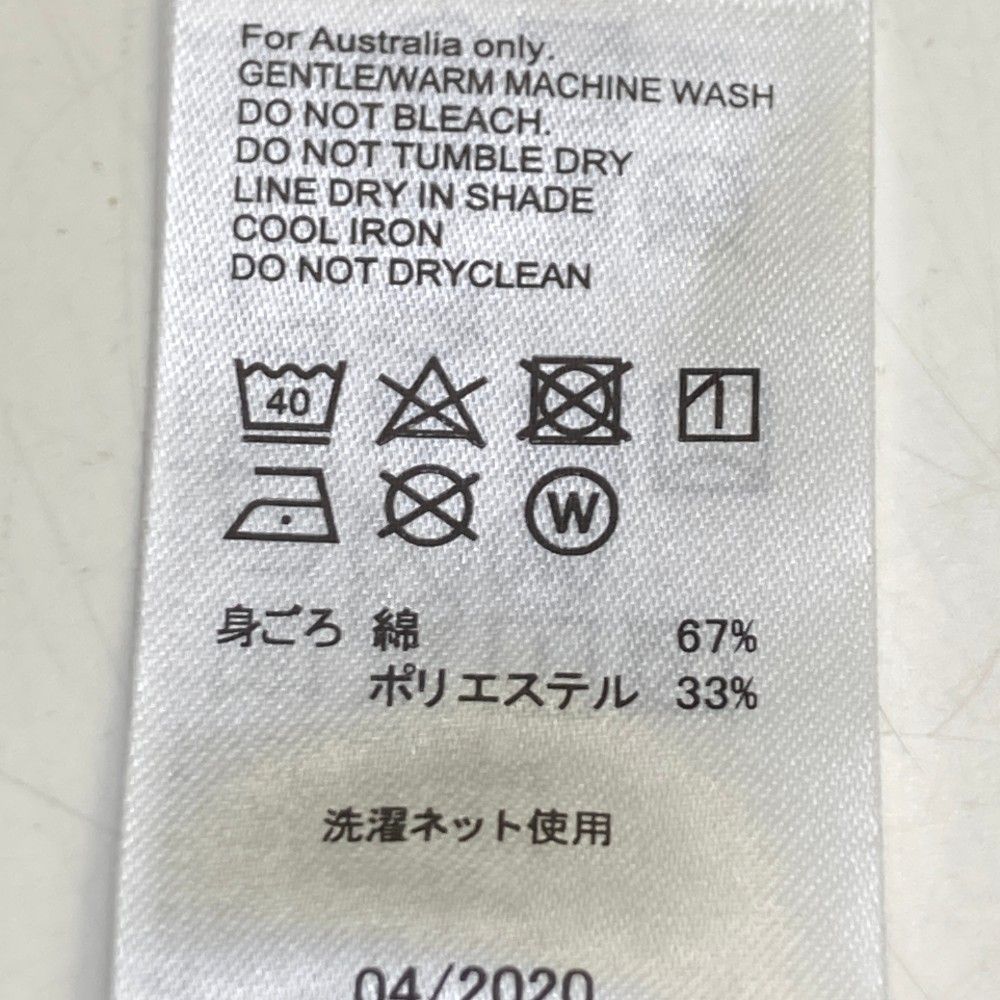 For Australia only.
GENTLE/WARM MACHINE WASH
DO NOT BLEACH.
DO NOT TUMBLE DRY
LINE DRY IN SHADE
COOL IRON
DO NOT DRYCLEAN
40
W
身ごろ 綿 67%
ポリエステル 33%
洗濯ネット使用
04/2020